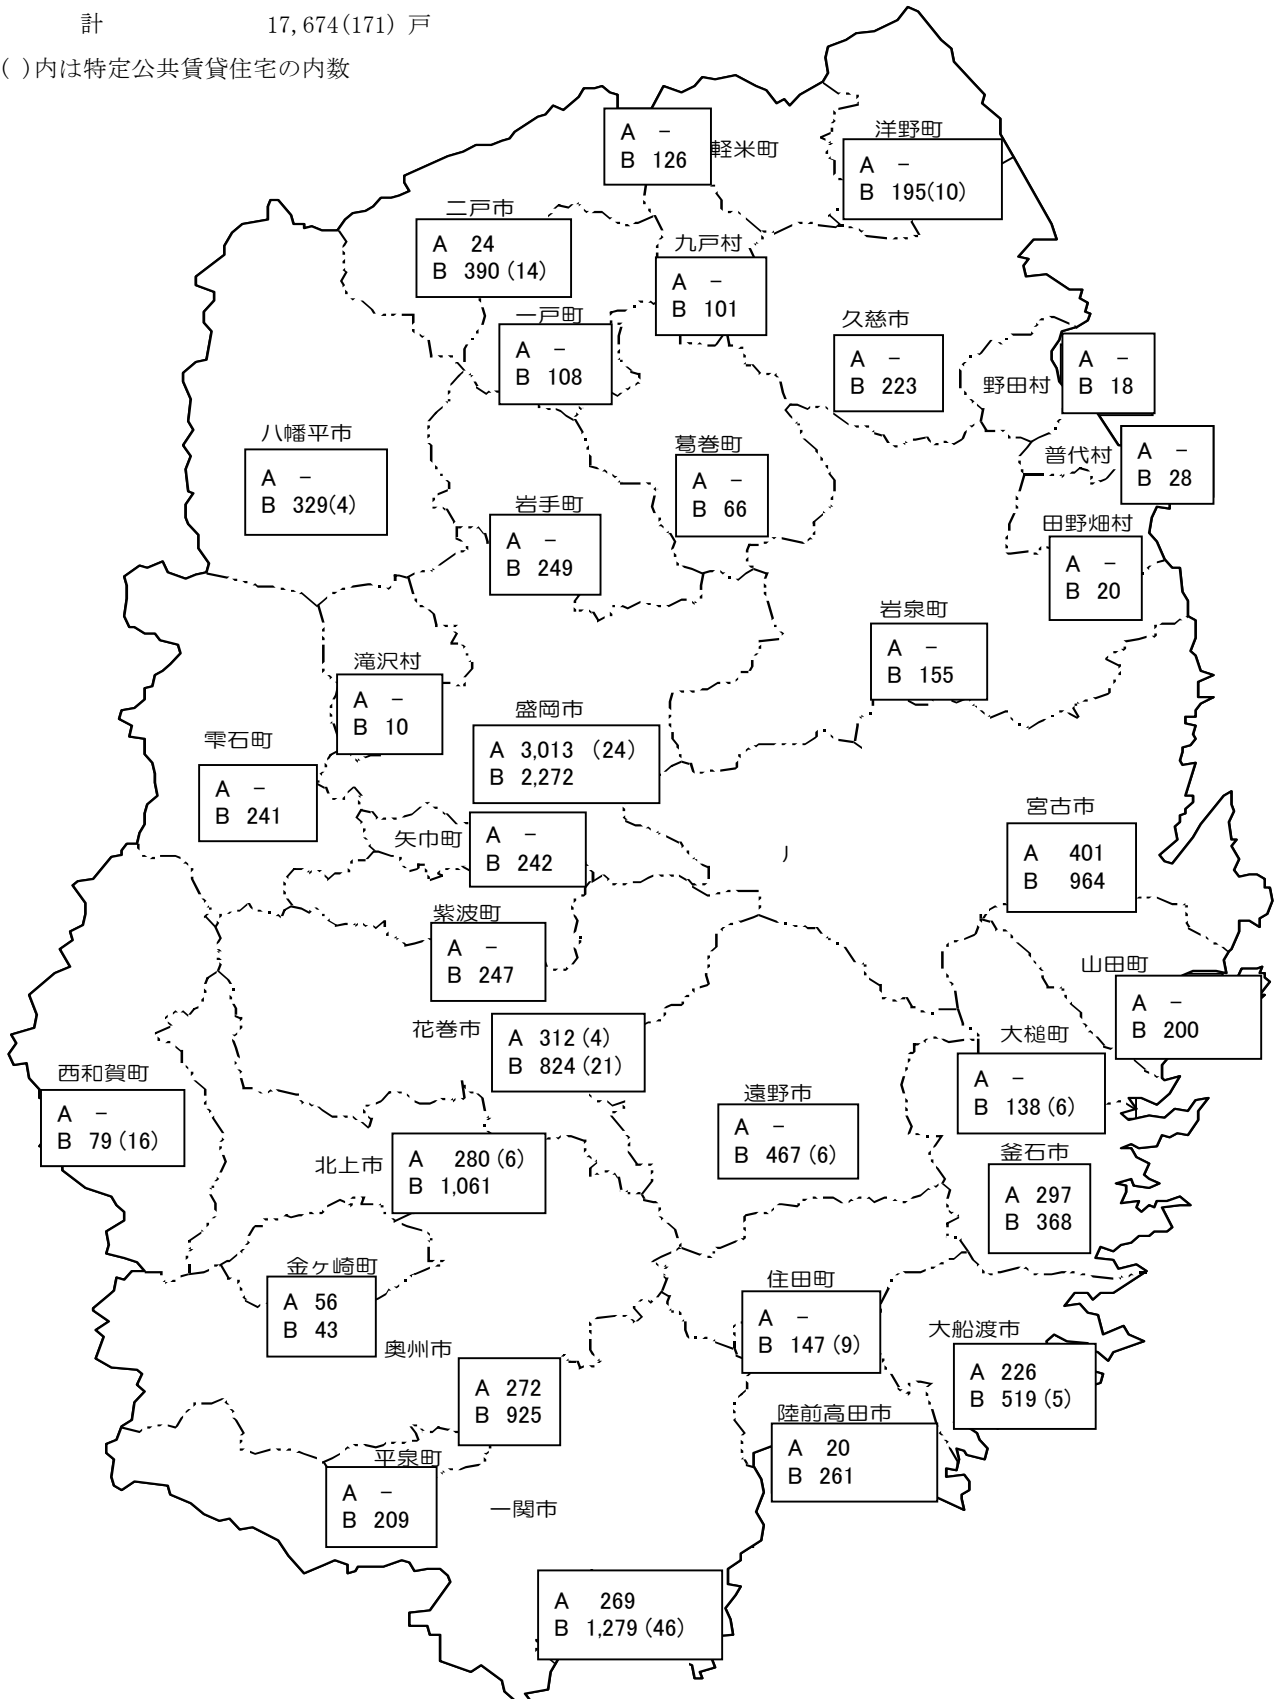 計 17,674(171) 戸
( )内は特定公共賃貸住宅の内数
軽米町
A －
B 126
洋野町
A －
B 195(10)
二戸市
A 24
B 390 (14)
九戸村
A －
B 101
一戸町
A －
B 108
久慈市
A －
B 223
野田村
A －
B 18
八幡平市
A －
B 329(4)
葛巻町
A －
B 66
普代村
A －
B 28
岩手町
A －
B 249
田野畑村
A －
B 20
岩泉町
A －
B 155
滝沢村
A －
B 10
盛岡市
A 3,013 (24)
B 2,272
雫石町
A －
B 241
矢巾町
A －
B 242
宮古市
A 401
B 964
紫波町
A －
B 247
山田町
A －
B 200
花巻市
A 312 (4)
B 824 (21)
大槌町
A －
B 138 (6)
西和賀町
A －
B 79 (16)
遠野市
A －
B 467 (6)
北上市
A 280 (6)
B 1,061
釜石市
A 297
B 368
金ヶ崎町
A 56
B 43
住田町
A －
B 147 (9)
奥州市
A 272
B 925
大船渡市
A 226
B 519 (5)
陸前高田市
A 20
B 261
平泉町
A －
B 209
一関市
A 269
B 1,279 (46)